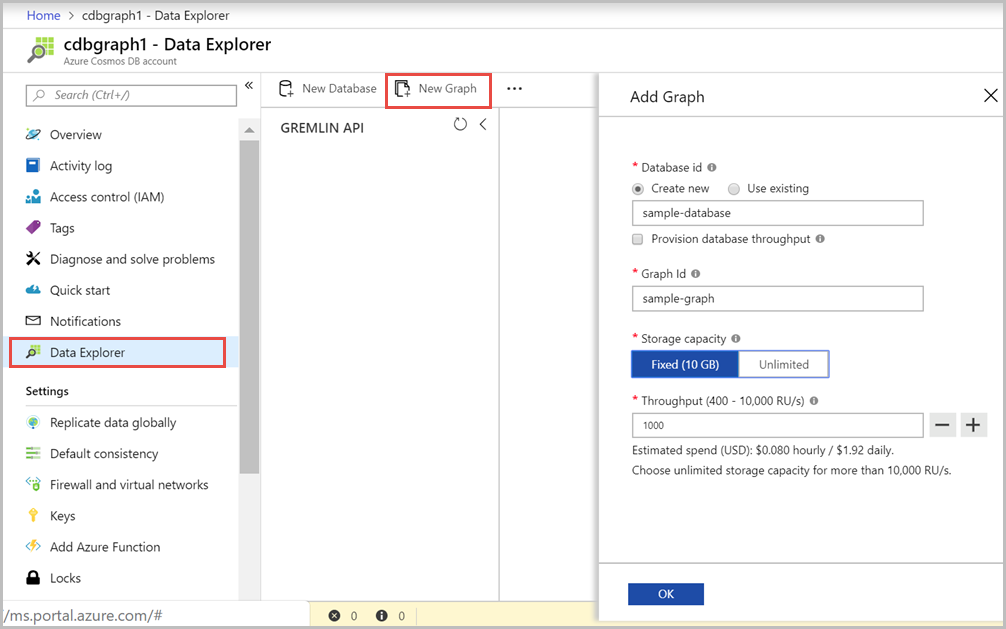 Home > cdbgraph1 - Data Explorer
cdbgraph1 - Data Explorer
Azure Cosmos DB account
Search (Ctrl+/)
«
Overview
Activity log
Access control (IAM)
Tags
Diagnose and solve problems
Quick start
Notifications
Data Explorer
Settings
Replicate data globally
Default consistency
Firewall and virtual networks
Keys
Add Azure Function
Locks
/ms.portal.azure.com/#
New Database
New Graph
...
GREMLIN API
0 0
Add Graph
* Database id
Create new Use existing
sample-database
Provision database throughput
* Graph Id
sample-graph
* Storage capacity
Fixed (10 GB) Unlimited
* Throughput (400 - 10,000 RU/s)
1000
Estimated spend (USD): $0.080 hourly / $1.92 daily.
Choose unlimited storage capacity for more than 10,000 RU/s.
OK